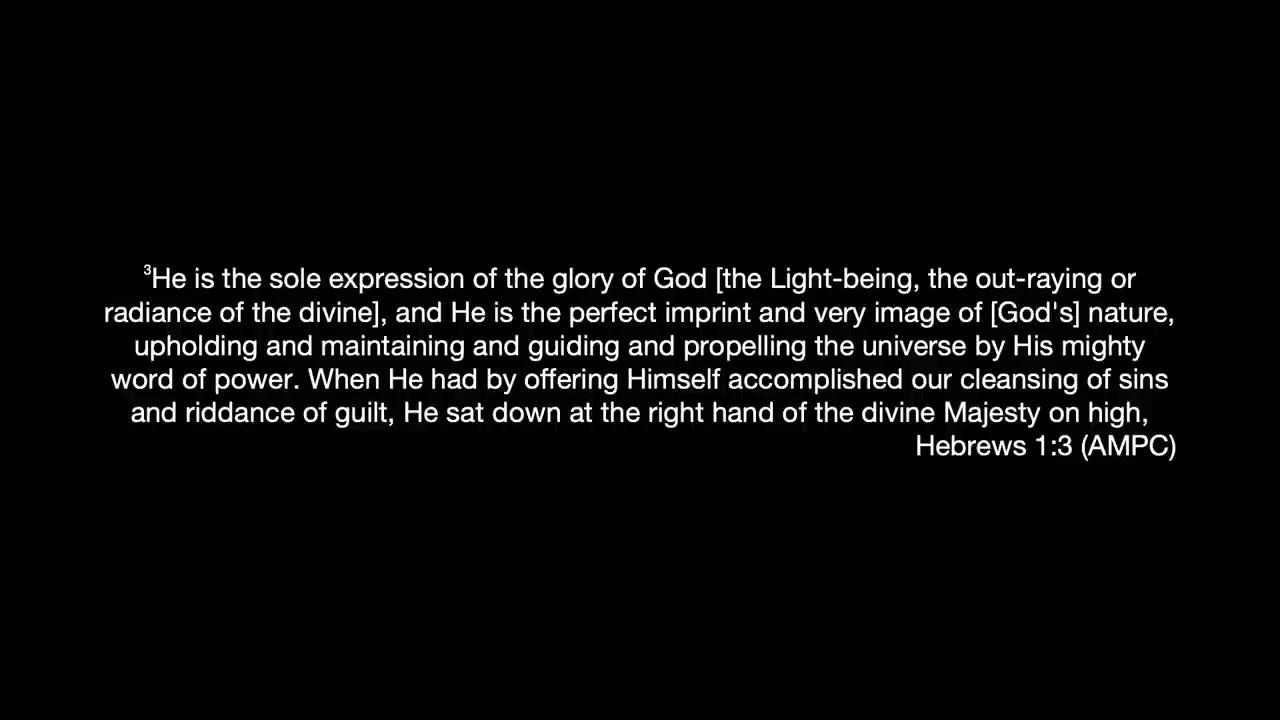 ³He is the sole expression of the glory of God [the Light-being, the out-raying or
radiance of the divine], and He is the perfect imprint and very image of [God's] nature,
upholding and maintaining and guiding and propelling the universe by His mighty
word of power. When He had by offering Himself accomplished our cleansing of sins
and riddance of guilt, He sat down at the right hand of the divine Majesty on high,
Hebrews 1:3 (AMPC)